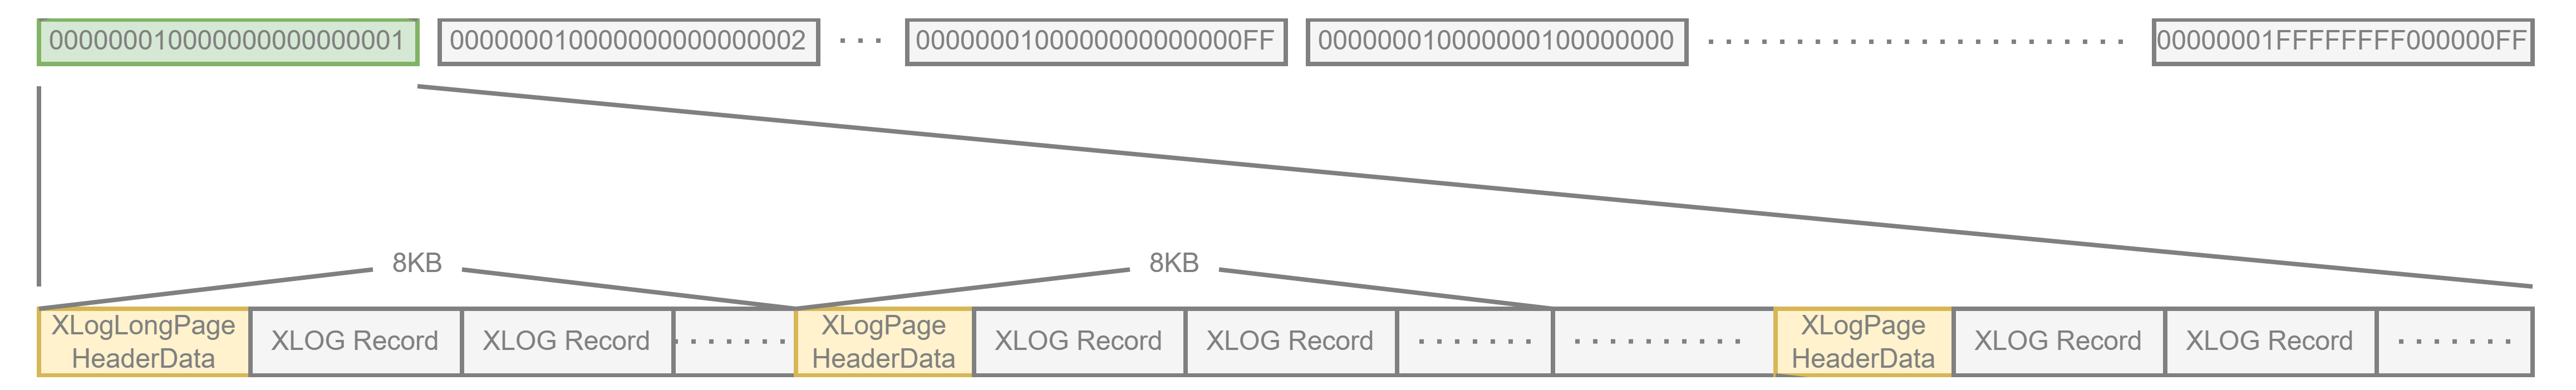 000000010000000000000001
000000010000000000000002
0000000100000000000000FF
000000010000000100000000
00000001FFFFFFFF000000FF
8KB
8KB
XLogLongPage
HeaderData
XLOG Record
XLOG Record
XLogPage
HeaderData
XLOG Record
XLOG Record
XLogPage
HeaderData
XLOG Record
XLOG Record